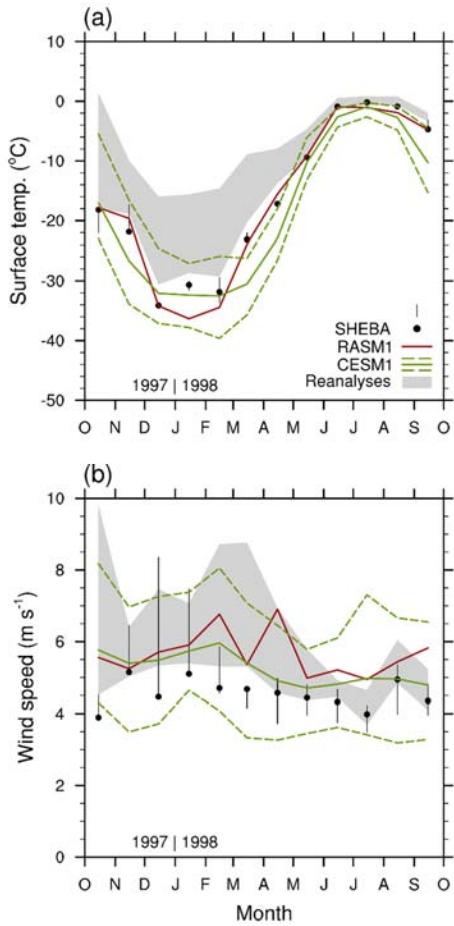 (a)
0
-10
-20
-30
-40
-50
Surface temp. (°C)
SHEBA
RASM1
CESM1
Reanalyses
1997 | 1998
O N D J F M A M J J A S O
(b)
10
8
6
4
2
0
Wind speed (m s⁻¹)
1997 | 1998
O N D J F M A M J J A S O
Month